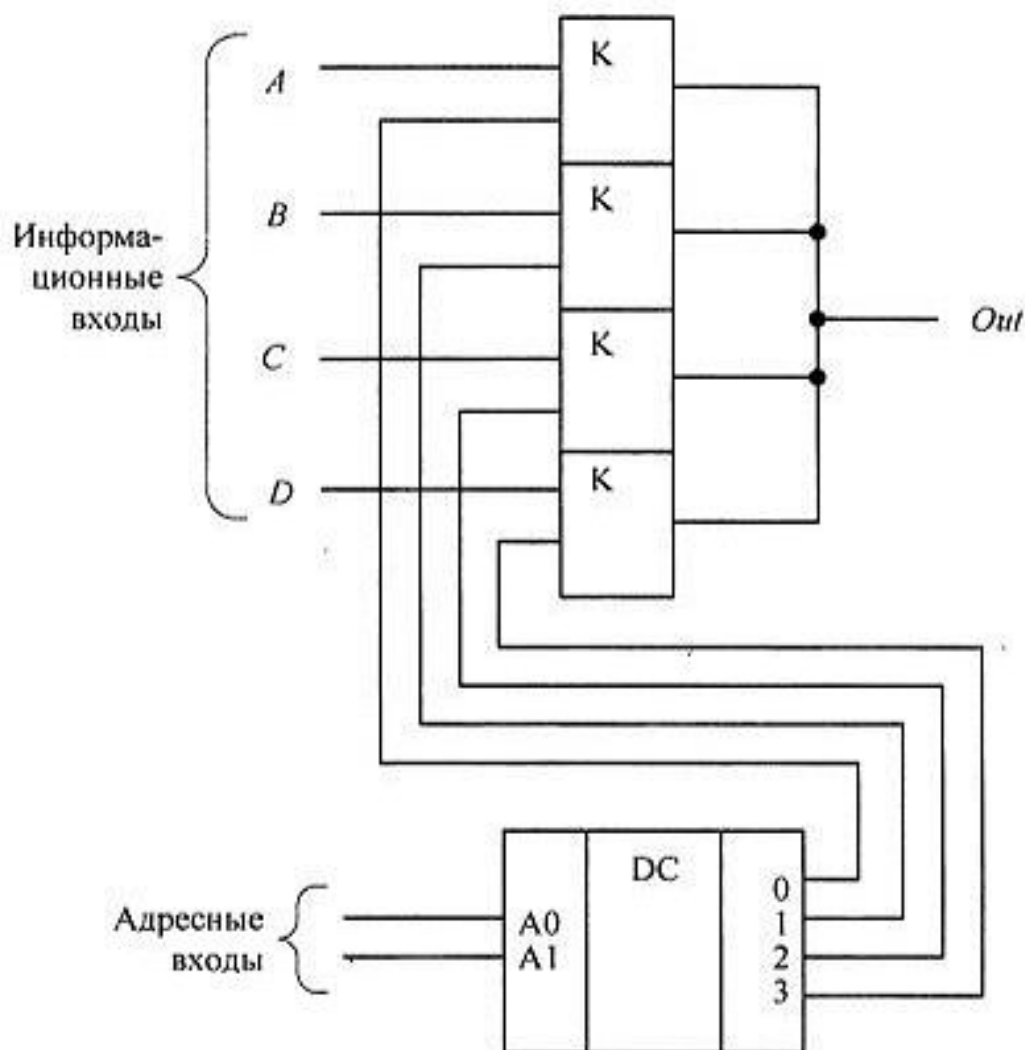 K
A
K
B
Информа-
ционные
входы
Out
K
C
K
D
DC
0
Адресные
входы
A0
1
A1
2
3